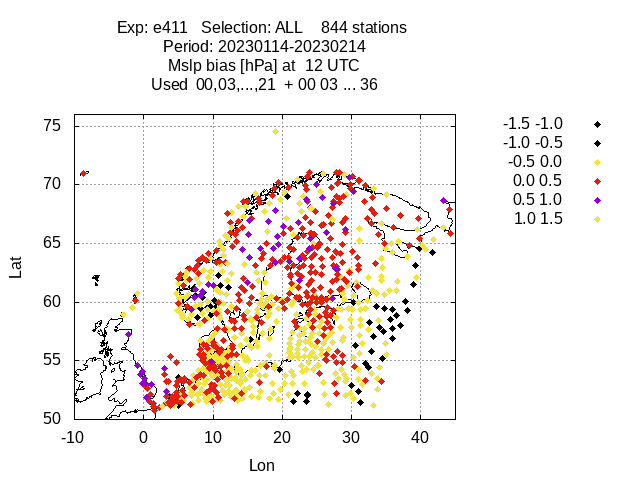 Exp: e411   Selection: ALL    844 stations
Period: 20230114-20230214
Mslp bias [hPa] at  12 UTC
Used  00,03,...,21  + 00 03 ... 36
-1.5 -1.0
-1.0 -0.5
-0.5 0.0
0.0 0.5
0.5 1.0
1.0 1.5
Lat
75
70
65
60
55
50
-10 0 10 20 30 40
Lon